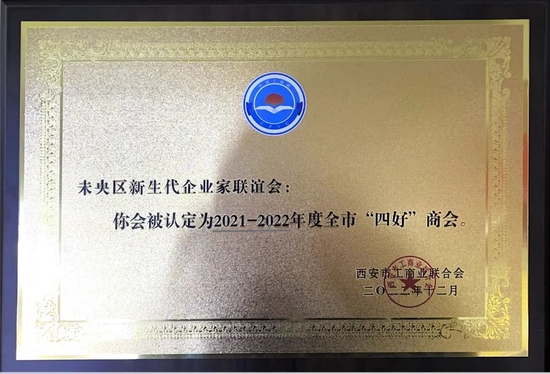 未央区新生代企业家联谊会：
你会被认定为2021-2022年度全市“四好”商会。
西安市工商业联合会
二〇二二年十二月